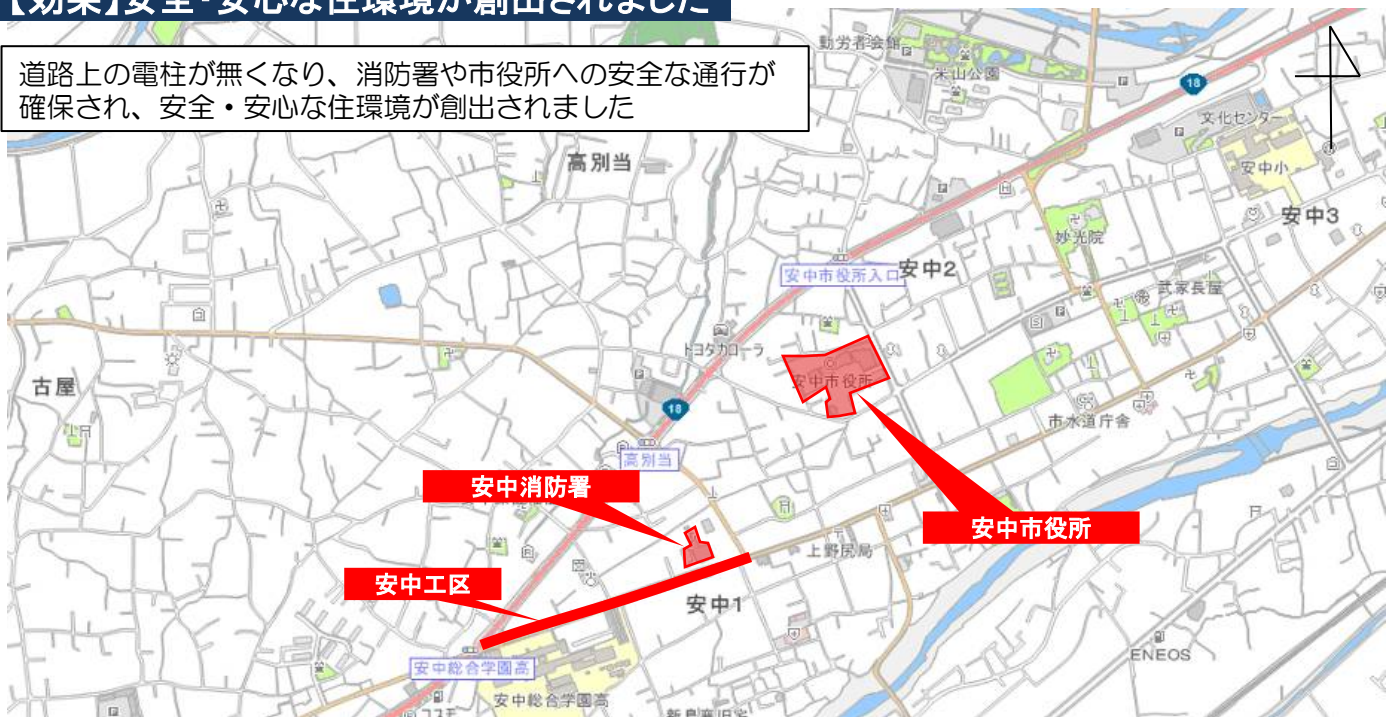 【効果】安全・安心な住環境が創出されました
道路上の電柱が無くなり、消防署や市役所への安全な通行が
確保され、安全・安心な住環境が創出されました
勤労者会館
米山公園
18
文化センター
安中小
高別当
安中3
妙光院
安中市役所入口
安中2
武家長屋
トヨタカローラ
安中市役所
古屋
18
市水道庁舎
高別当
安中消防署
安中市役所
上野尻局
安中工区
安中1
安中総合学園高
ENEOS
安中総合学園高
コスモ